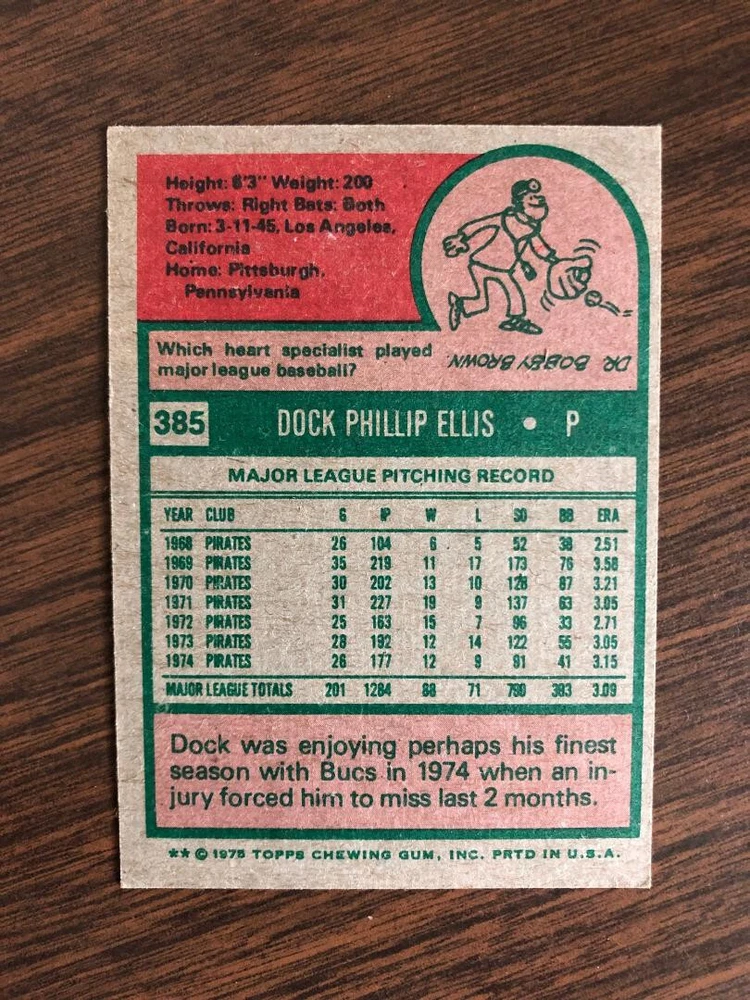 Height: 6'3" Weight: 200
Throws: Right Bats: Both
Born: 3-11-45, Los Angeles,
California
Home: Pittsburgh,
Pennsylvania
Which heart specialist played
major league baseball?
DR. BOBBY BROWN.
385 DOCK PHILLIP ELLIS • P
MAJOR LEAGUE PITCHING RECORD
YEAR CLUB G IP W L SO BB ERA
1968 PIRATES 26 104 6 5 52 38 2.51
1969 PIRATES 35 219 11 17 173 76 3.58
1970 PIRATES 30 202 13 10 128 87 3.21
1971 PIRATES 31 227 19 9 137 63 3.05
1972 PIRATES 25 163 15 7 96 33 2.71
1973 PIRATES 28 192 12 14 122 55 3.05
1974 PIRATES 26 177 12 9 91 41 3.15
MAJOR LEAGUE TOTALS 201 1284 88 71 799 393 3.09
Dock was enjoying perhaps his finest
season with Bucs in 1974 when an in-
jury forced him to miss last 2 months.
** © 1975 TOPPS CHEWING GUM, INC. PRTD IN U.S.A.